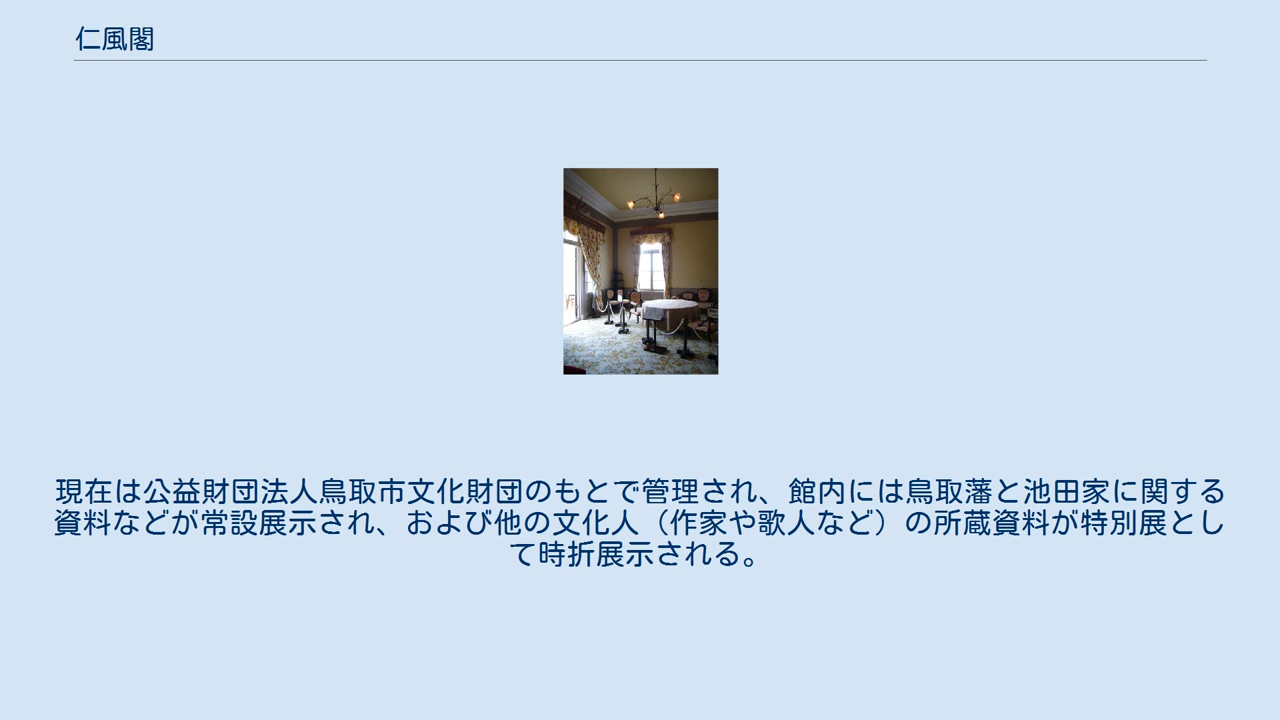 仁風閣
現在は公益財団法人鳥取市文化財団のもとで管理され、館内には鳥取藩と池田家に関する
資料などが常設展示され、および他の文化人（作家や歌人など）の所蔵資料が特別展とし
て時折展示される。